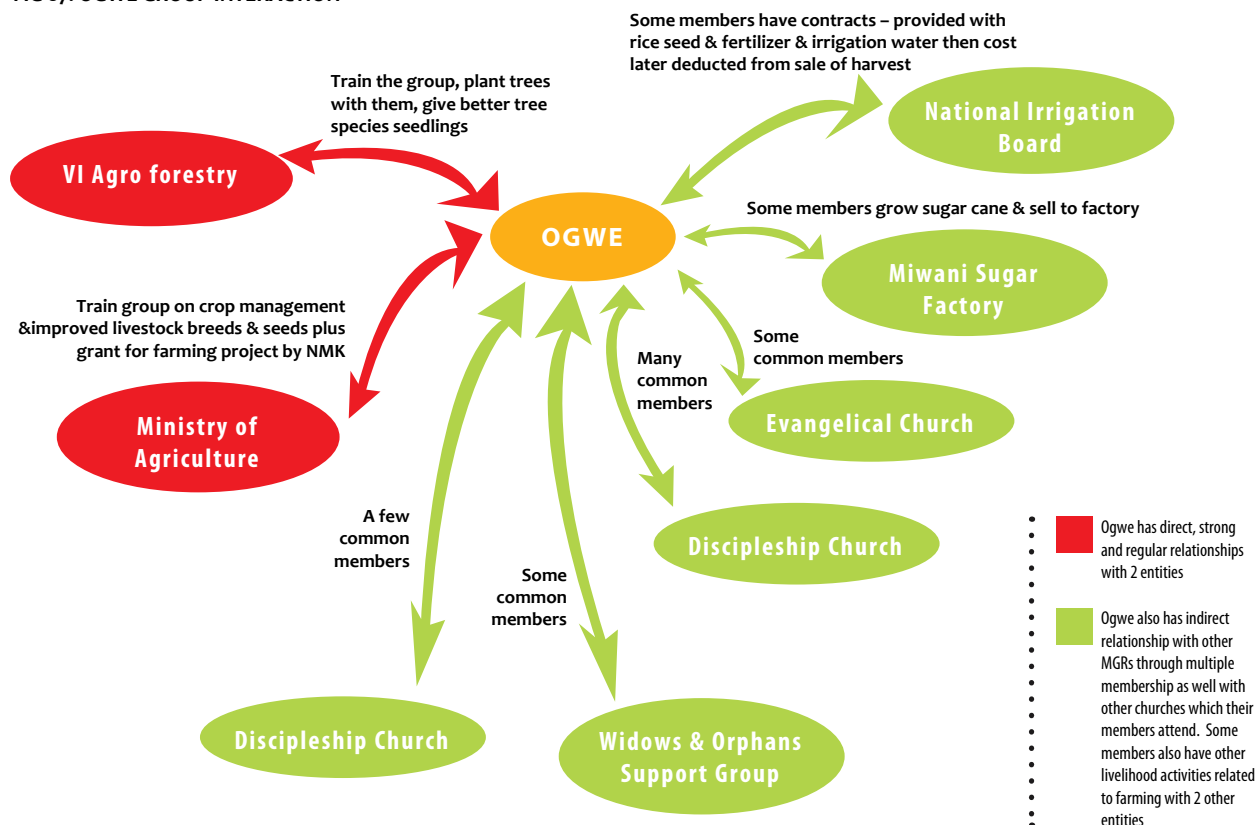 Some members have contracts – provided with
rice seed & fertilizer & irrigation water then cost
later deducted from sale of harvest
Train the group, plant trees
with them, give better tree
species seedlings
National Irrigation
Board
VI Agro forestry
Some members grow sugar cane & sell to factory
OGWE
Miwani Sugar
Factory
Train group on crop management
&improved livestock breeds & seeds plus
grant for farming project by NMK
Some
common members
Many
common
members
Ministry of
Agriculture
Evangelical Church
A few
common
members
Discipleship Church
Some
common
members
Discipleship Church
Widows & Orphans
Support Group
Ogwe has direct, strong
and regular relationships
with 2 entities
Ogwe also has indirect
relationship with other
MGRs through multiple
membership as well with
other churches which their
members attend. Some
members also have other
livelihood activities related
to farming with 2 other
entities